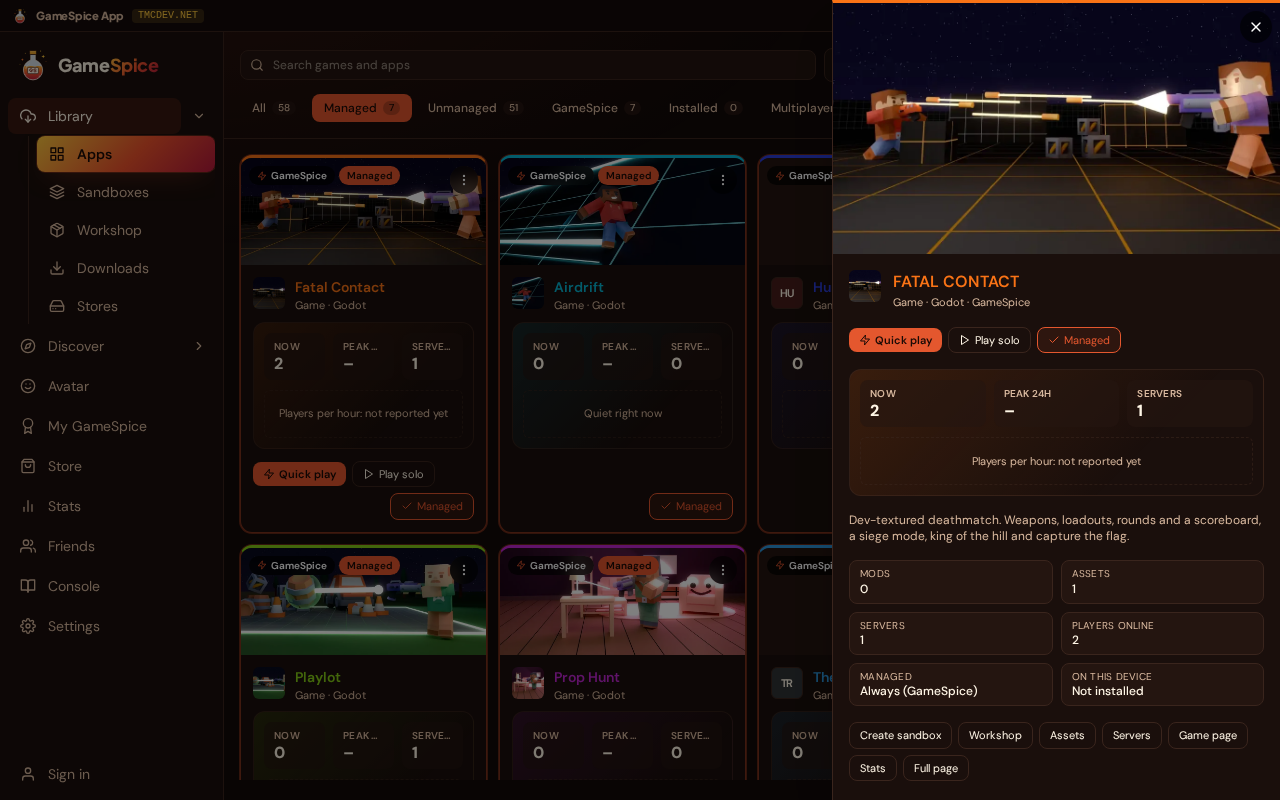 GameSpice App TMCDEV.NET
GameSpice
Library
Apps
Sandboxes
Workshop
Downloads
Stores
Discover
Avatar
My GameSpice
Store
Stats
Friends
Console
Settings
Sign in
Search games and apps
All 58 Managed 7 Unmanaged 51 GameSpice 7 Installed 0 Multiplayer
GameSpice Managed
Fatal Contact
Game · Godot
NOW PEAK... SERVE...
2 – 1
Players per hour: not reported yet
Quick play Play solo
Managed
GameSpice Managed
Airdrift
Game · Godot
NOW PEAK... SERVE...
0 – 0
Quiet right now
Managed
GameSpi
HU Hu
Game
NOW
0
GameSpice Managed
Playlot
Game · Godot
NOW PEAK... SERVE...
0 – 0
GameSpice Managed
Prop Hunt
Game · Godot
NOW PEAK... SERVE...
0 – 0
GameSpi
TR The
Game
NOW
0
FATAL CONTACT
Game · Godot · GameSpice
Quick play Play solo Managed
NOW PEAK 24H SERVERS
2 – 1
Players per hour: not reported yet
Dev-textured deathmatch. Weapons, loadouts, rounds and a scoreboard,
a siege mode, king of the hill and capture the flag.
MODS ASSETS
0 1
SERVERS PLAYERS ONLINE
1 2
MANAGED ON THIS DEVICE
Always (GameSpice) Not installed
Create sandbox Workshop Assets Servers Game page
Stats Full page